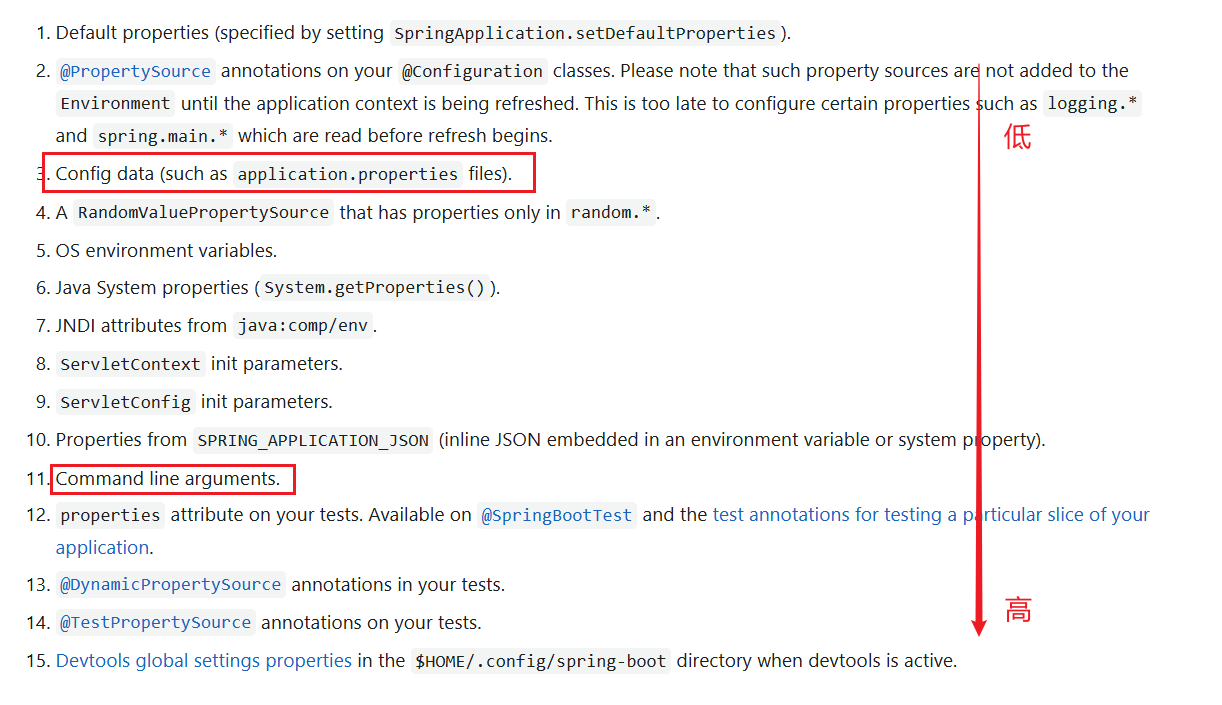 1. Default properties (specified by setting SpringApplication.setDefaultProperties).
2. @PropertySource annotations on your @Configuration classes. Please note that such property sources are not added to the
Environment until the application context is being refreshed. This is too late to configure certain properties such as logging.*
and spring.main.* which are read before refresh begins.
低
3. Config data (such as application.properties files).
4. A RandomValuePropertySource that has properties only in random.*.
5. OS environment variables.
6. Java System properties (System.getProperties()).
7. JNDI attributes from java:comp/env.
8. ServletContext init parameters.
9. ServletConfig init parameters.
10. Properties from SPRING_APPLICATION_JSON (inline JSON embedded in an environment variable or system property).
11. Command line arguments.
12. properties attribute on your tests. Available on @SpringBootTest and the test annotations for testing a particular slice of your
application.
13. @DynamicPropertySource annotations in your tests.
高
14. @TestPropertySource annotations on your tests.
15. Devtools global settings properties in the $HOME/.config/spring-boot directory when devtools is active.